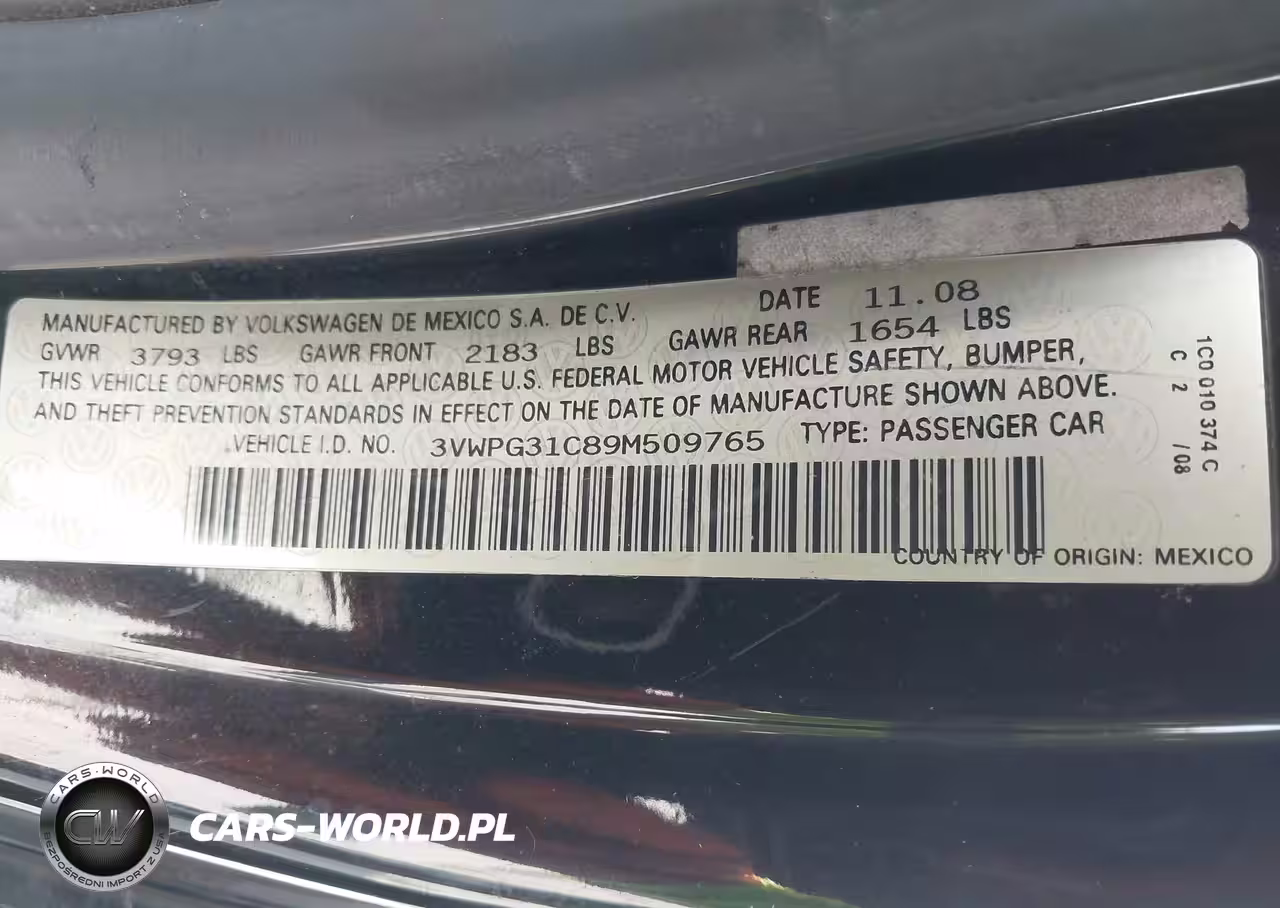 MANUFACTURED BY VOLKSWAGEN DE MEXICO S.A. DE C.V. DATE 11.08
GVWR 3793 LBS GAWR FRONT 2183 LBS GAWR REAR 1654 LBS
THIS VEHICLE CONFORMS TO ALL APPLICABLE U.S. FEDERAL MOTOR VEHICLE SAFETY, BUMPER,
AND THEFT PREVENTION STANDARDS IN EFFECT ON THE DATE OF MANUFACTURE SHOWN ABOVE.
VEHICLE I.D. NO. 3VWPG31C89M509765 TYPE: PASSENGER CAR
COUNTRY OF ORIGIN: MEXICO
1C0 010 374 C
C 2 /08
CARS-WORLD
CW
BEZPOŚREDNI IMPORT Z USA
CARS-WORLD.PL